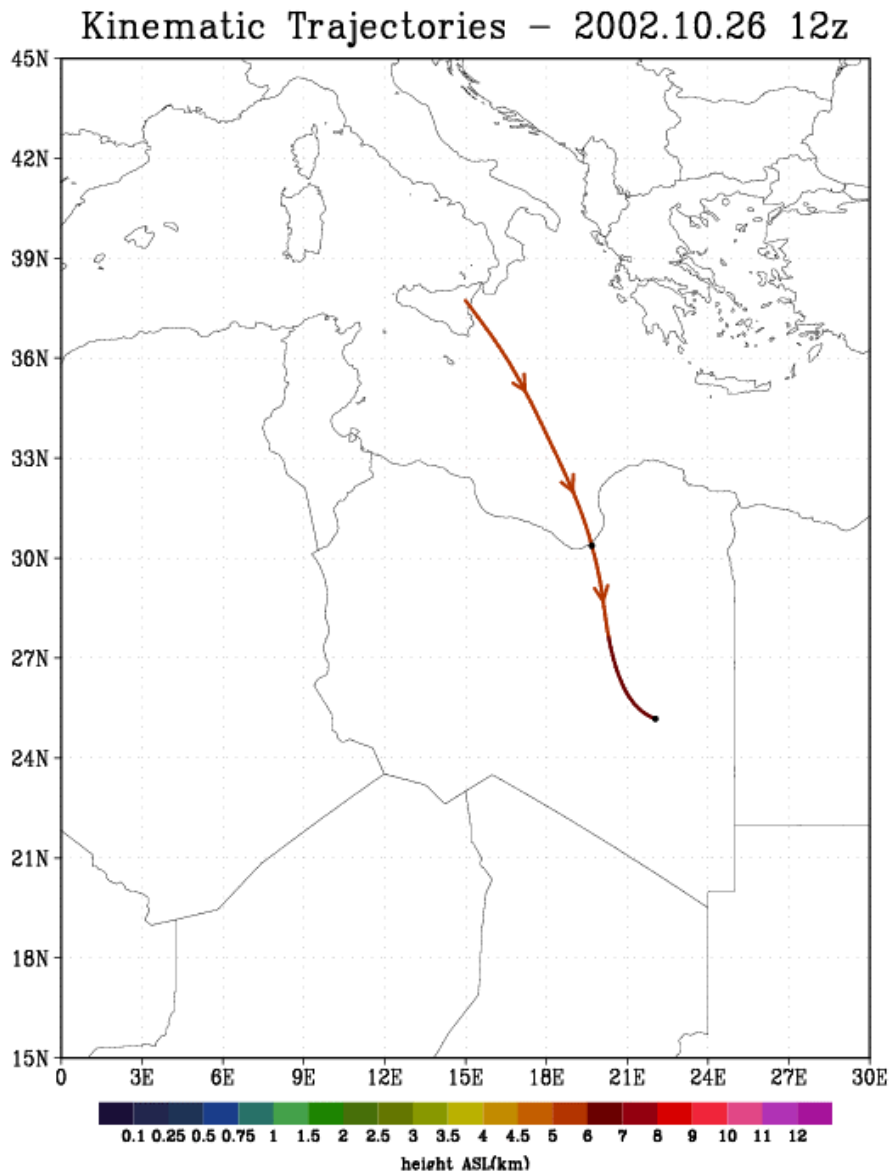 Kinematic Trajectories − 2002.10.26 12z
45N
42N
39N
36N
33N
30N
27N
24N
21N
18N
15N
0 3E 6E 9E 12E 15E 18E 21E 24E 27E 30E
0.1 0.25 0.5 0.75 1 1.5 2 2.5 3 3.5 4 4.5 5 6 7 8 9 10 11 12
height ASL(km)